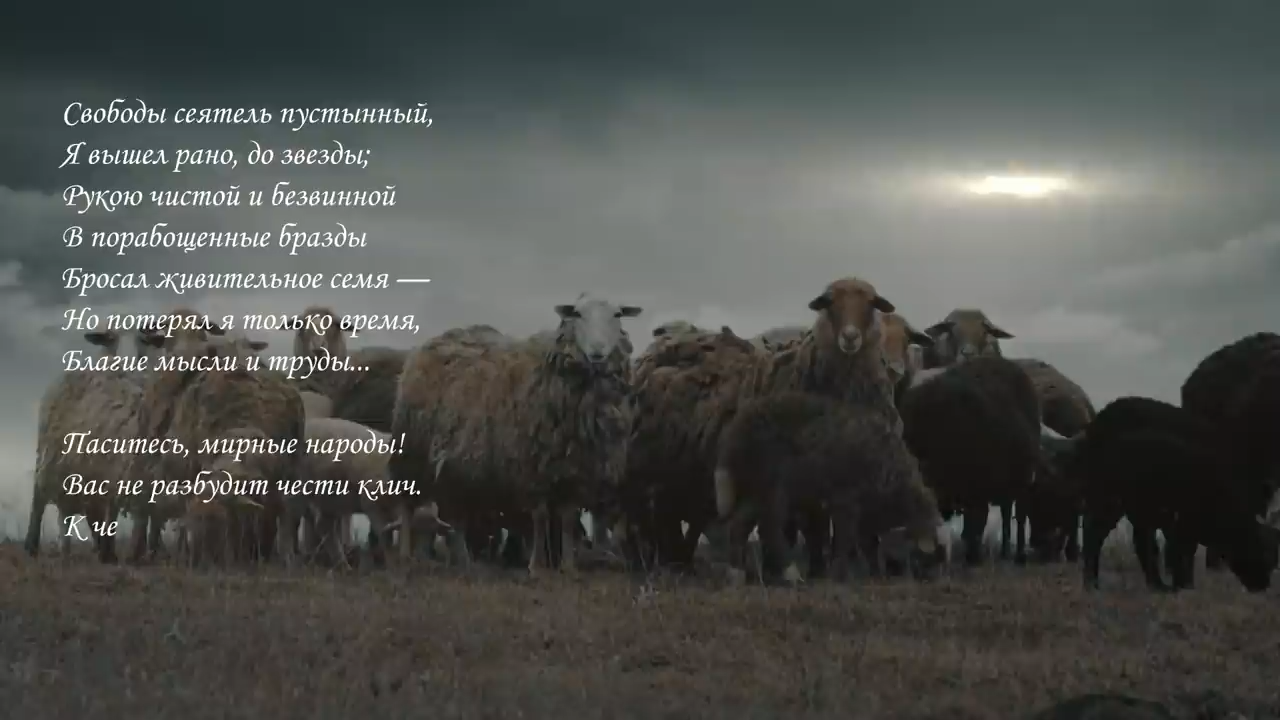 Свободы сеятель пустынный,
Я вышел рано, до звезды;
Рукою чистой и безвинной
В порабощенные бразды
Бросал живительное семя —
Но потерял я только время,
Благие мысли и труды...
Паситесь, мирные народы!
Вас не разбудит чести клич.
К че